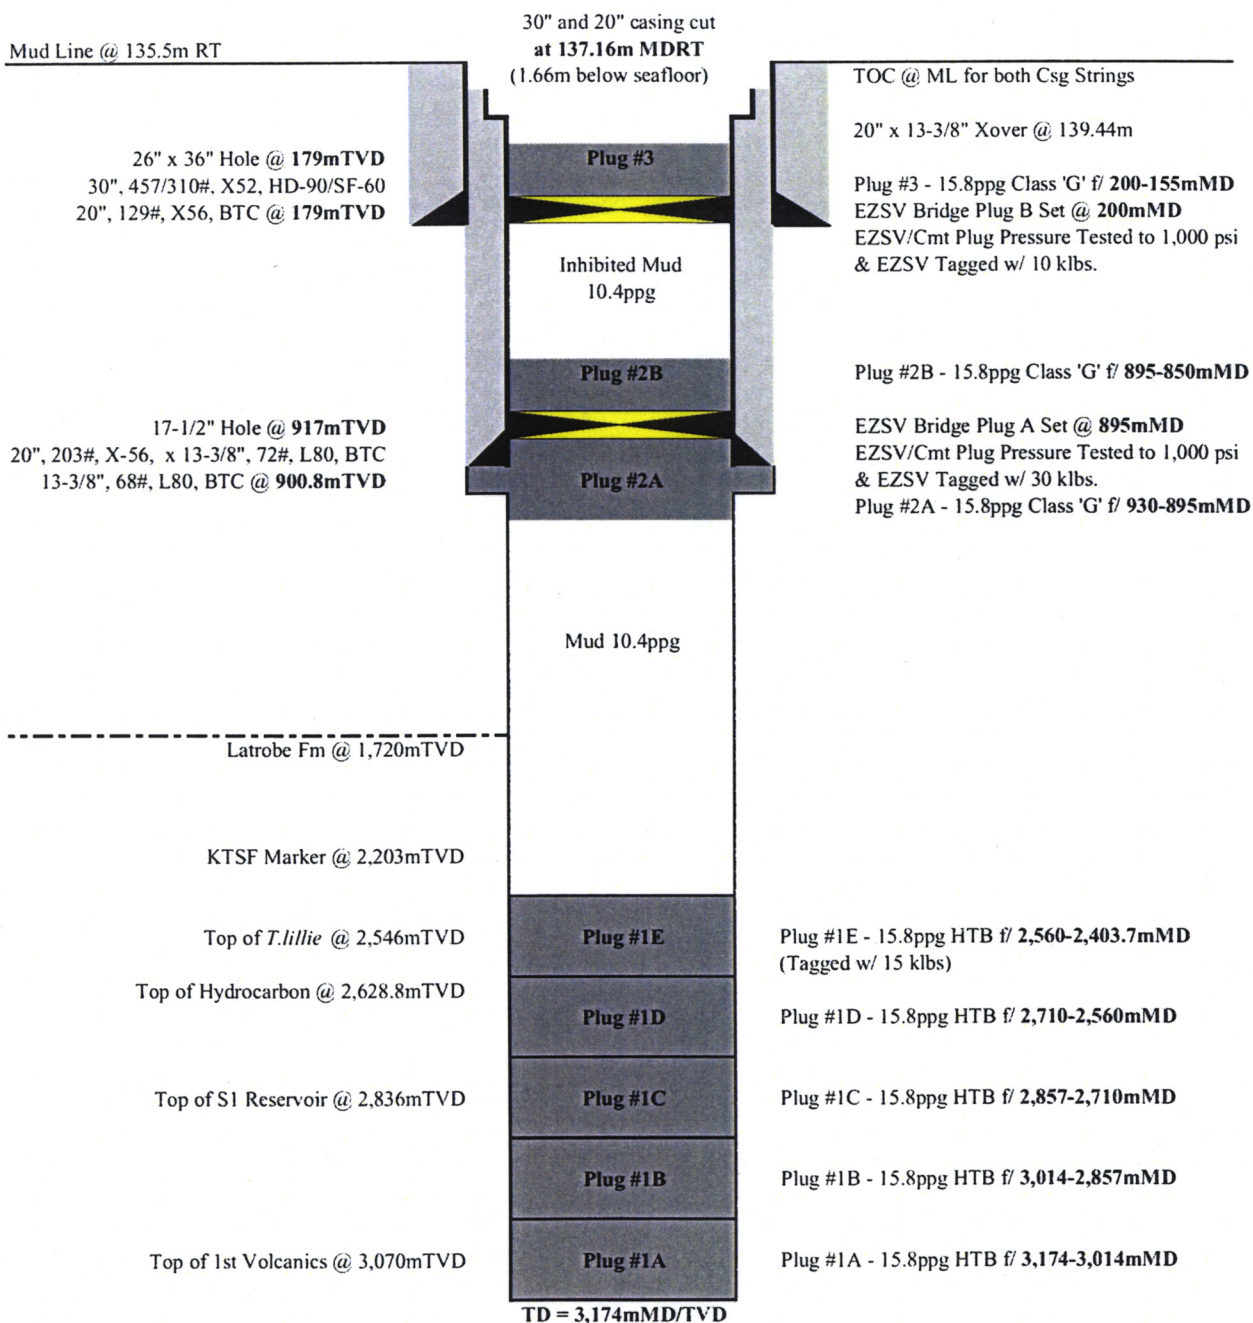 30" and 20" casing cut
at 137.16m MDRT
(1.66m below seafloor)
Mud Line @ 135.5m RT
TOC @ ML for both Csg Strings
20" x 13-3/8" Xover @ 139.44m
26" x 36" Hole @ 179mTVD
30", 457/310#, X52, HD-90/SF-60
20", 129#, X56, BTC @ 179mTVD
Plug #3
Plug #3 - 15.8ppg Class 'G' f/ 200-155mMD
EZSV Bridge Plug B Set @ 200mMD
EZSV/Cmt Plug Pressure Tested to 1,000 psi
& EZSV Tagged w/ 10 klbs.
Inhibited Mud
10.4ppg
Plug #2B
Plug #2B - 15.8ppg Class 'G' f/ 895-850mMD
17-1/2" Hole @ 917mTVD
20", 203#, X-56, x 13-3/8", 72#, L80, BTC
13-3/8", 68#, L80, BTC @ 900.8mTVD
Plug #2A
EZSV Bridge Plug A Set @ 895mMD
EZSV/Cmt Plug Pressure Tested to 1,000 psi
& EZSV Tagged w/ 30 klbs.
Plug #2A - 15.8ppg Class 'G' f/ 930-895mMD
Mud 10.4ppg
Latrobe Fm @ 1,720mTVD
KTSF Marker @ 2,203mTVD
Top of T.lillie @ 2,546mTVD
Plug #1E
Plug #1E - 15.8ppg HTB f/ 2,560-2,403.7mMD
(Tagged w/ 15 klbs)
Top of Hydrocarbon @ 2,628.8mTVD
Plug #1D
Plug #1D - 15.8ppg HTB f/ 2,710-2,560mMD
Top of S1 Reservoir @ 2,836mTVD
Plug #1C
Plug #1C - 15.8ppg HTB f/ 2,857-2,710mMD
Plug #1B
Plug #1B - 15.8ppg HTB f/ 3,014-2,857mMD
Top of 1st Volcanics @ 3,070mTVD
Plug #1A
Plug #1A - 15.8ppg HTB f/ 3,174-3,014mMD
TD = 3,174mMD/TVD